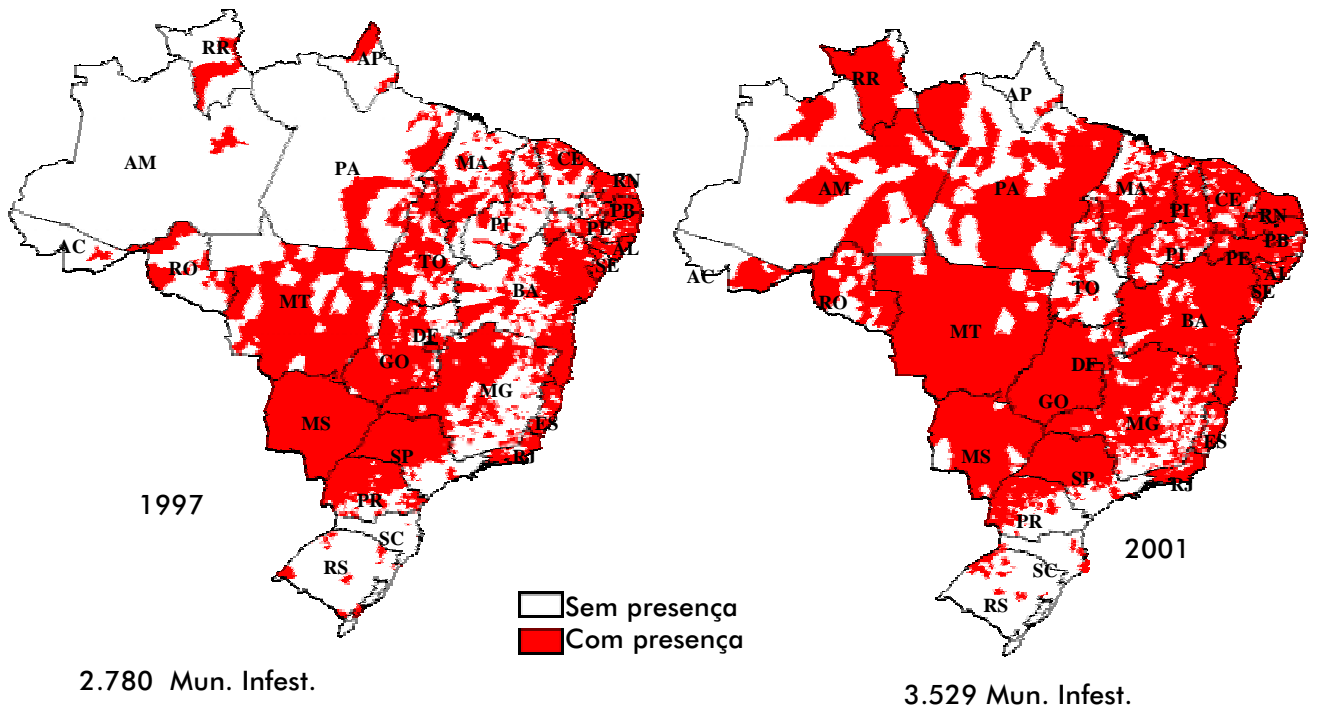 RR
AP
AM
PA
MA
CE
RN
PB
PE
AL
SE
PI
AC
RO
TO
MT
BA
DF
GO
MG
MS
ES
SP
RJ
PR
SC
RS
1997
2.780 Mun. Infest.
Sem presença
Com presença
RR
AP
AM
PA
MA
PI
CE
RN
PB
PE
PI
AL
SE
AC
RO
TO
MT
BA
DF
GO
MG
MS
ES
SP
RJ
PR
SC
RS
2001
3.529 Mun. Infest.